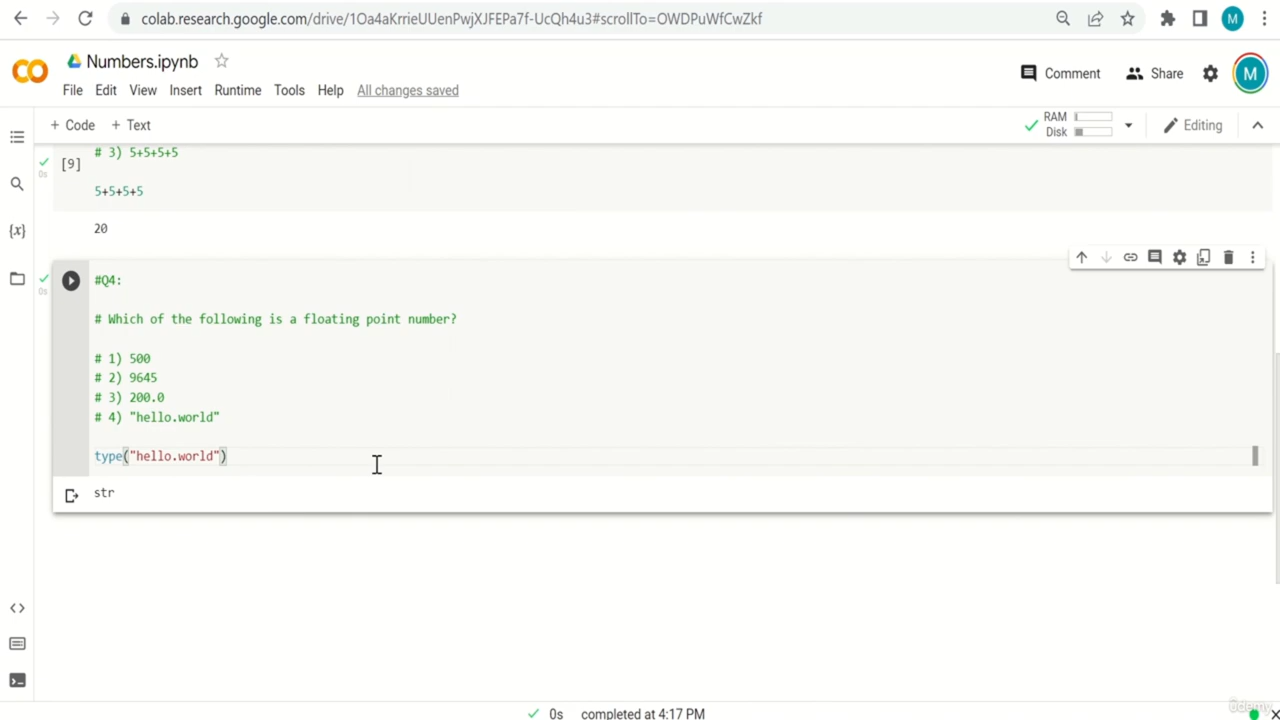 colab.research.google.com/drive/1Oa4aKrrieUUenPwjXJFEPa7f-UcQh4u3#scrollTo=OWDPuWfCwZkf
M
Numbers.ipynb
File Edit View Insert Runtime Tools Help All changes saved
Comment Share M
+ Code + Text
RAM
Disk
Editing
[9]
0s
# 3) 5+5+5+5
5+5+5+5
20
0s
#Q4:
# Which of the following is a floating point number?
# 1) 500
# 2) 9645
# 3) 200.0
# 4) "hello.world"
type("hello.world")
str
{x}
0s completed at 4:17 PM
ûdemy